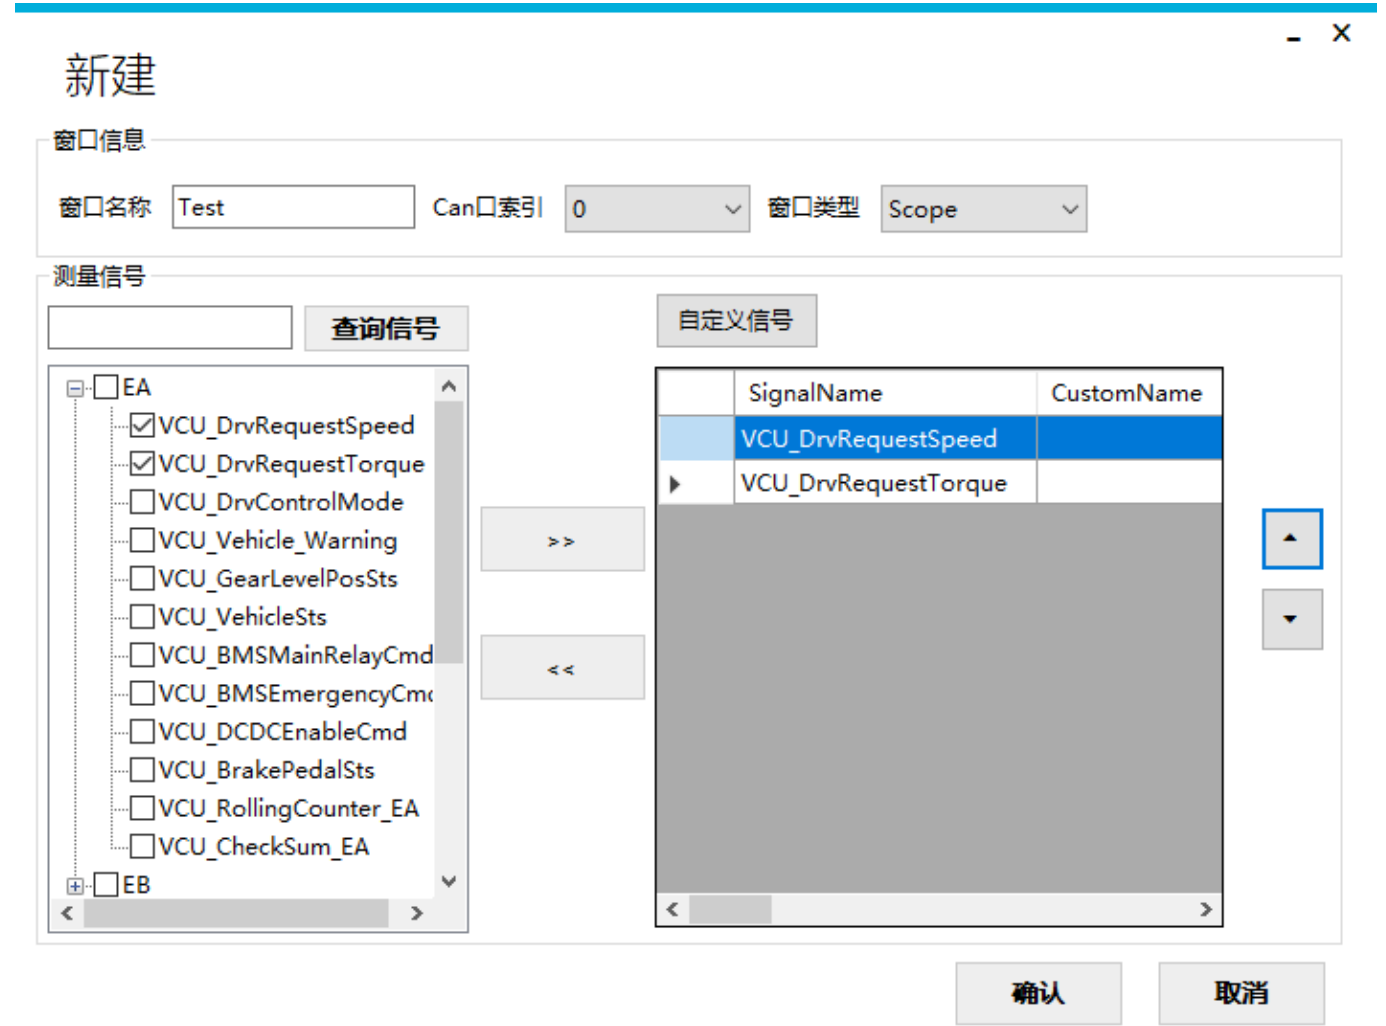 新建
窗口信息
窗口名称 Test Can口索引 0 窗口类型 Scope
测量信号
查询信号
自定义信号
EA
VCU_DrvRequestSpeed
VCU_DrvRequestTorque
VCU_DrvControlMode
VCU_Vehicle_Warning
VCU_GearLevelPosSts
VCU_VehicleSts
VCU_BMSMainRelayCmd
VCU_BMSEmergencyCmd
VCU_DCDCEnableCmd
VCU_BrakePedalSts
VCU_RollingCounter_EA
VCU_CheckSum_EA
EB
>>
<<
SignalName CustomName
VCU_DrvRequestSpeed
VCU_DrvRequestTorque
确认 取消